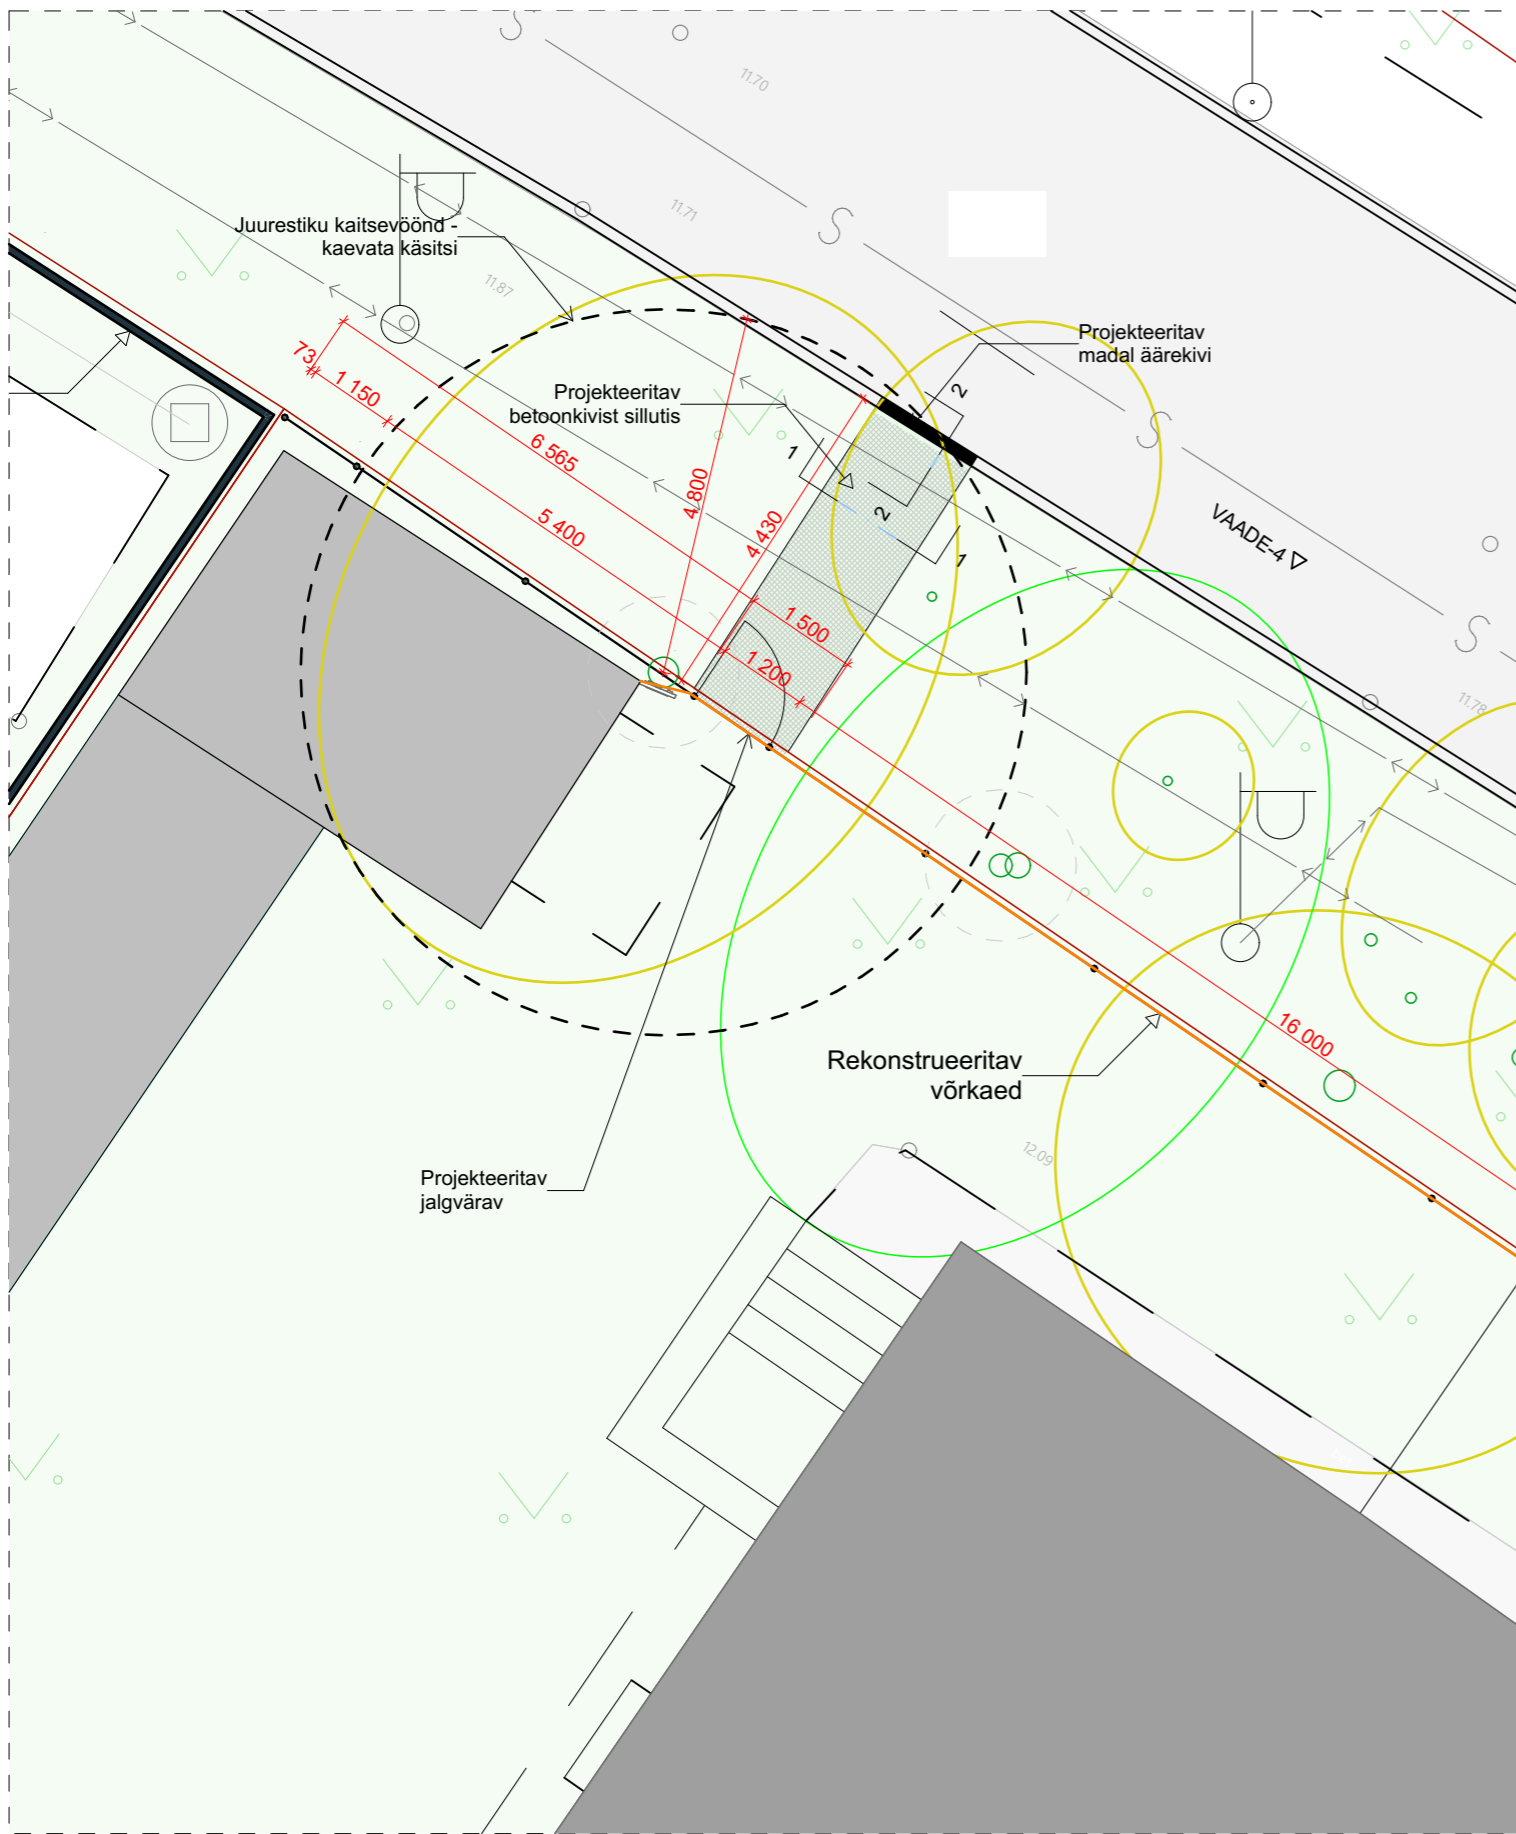 S
11.70
11.71
S
Juurestiku kaitsevöönd -
kaevata käsitsi
11.87
Projekteeritav
madal äärekivi
73
1 150
Projekteeritav
betoonkivist sillutis
2
S
6 565
1
4 800
4 430
2
5 400
1
VAADE-4
S
1 500
1 200
11.78
16 000
Rekonstrueeritav
võrkaed
12.09
Projekteeritav
jalgvärav